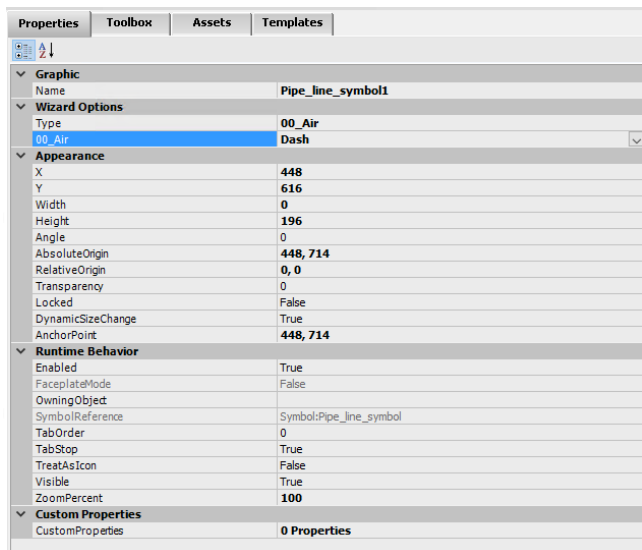 Properties Toolbox Assets Templates
A Z
Graphic
Name Pipe_line_symbol1
Wizard Options
Type 00_Air
00_Air Dash
Appearance
X 448
Y 616
Width 0
Height 196
Angle 0
AbsoluteOrigin 448, 714
RelativeOrigin 0, 0
Transparency 0
Locked False
DynamicSizeChange True
AnchorPoint 448, 714
Runtime Behavior
Enabled True
FaceplateMode False
OwningObject
SymbolReference Symbol:Pipe_line_symbol
TabOrder 0
TabStop True
TreatAsIcon False
Visible True
ZoomPercent 100
Custom Properties
CustomProperties 0 Properties